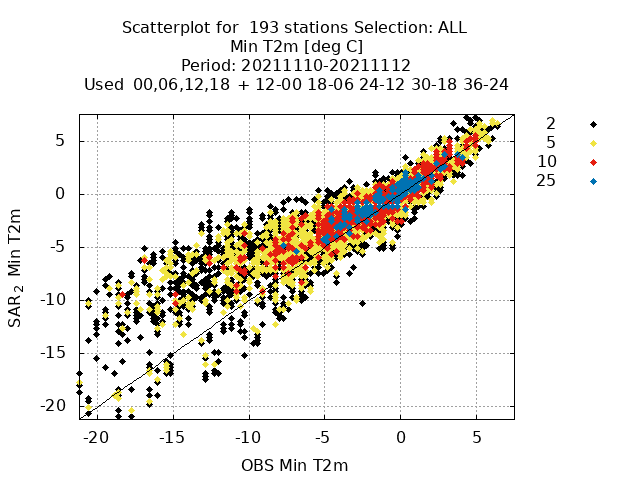 Scatterplot for 193 stations Selection: ALL
Min T2m [deg C]
Period: 20211110-20211112
Used 00,06,12,18 + 12-00 18-06 24-12 30-18 36-24
2
5
10
25
5
0
-5
-10
-15
-20
SAR2 Min T2m
-20 -15 -10 -5 0 5
OBS Min T2m